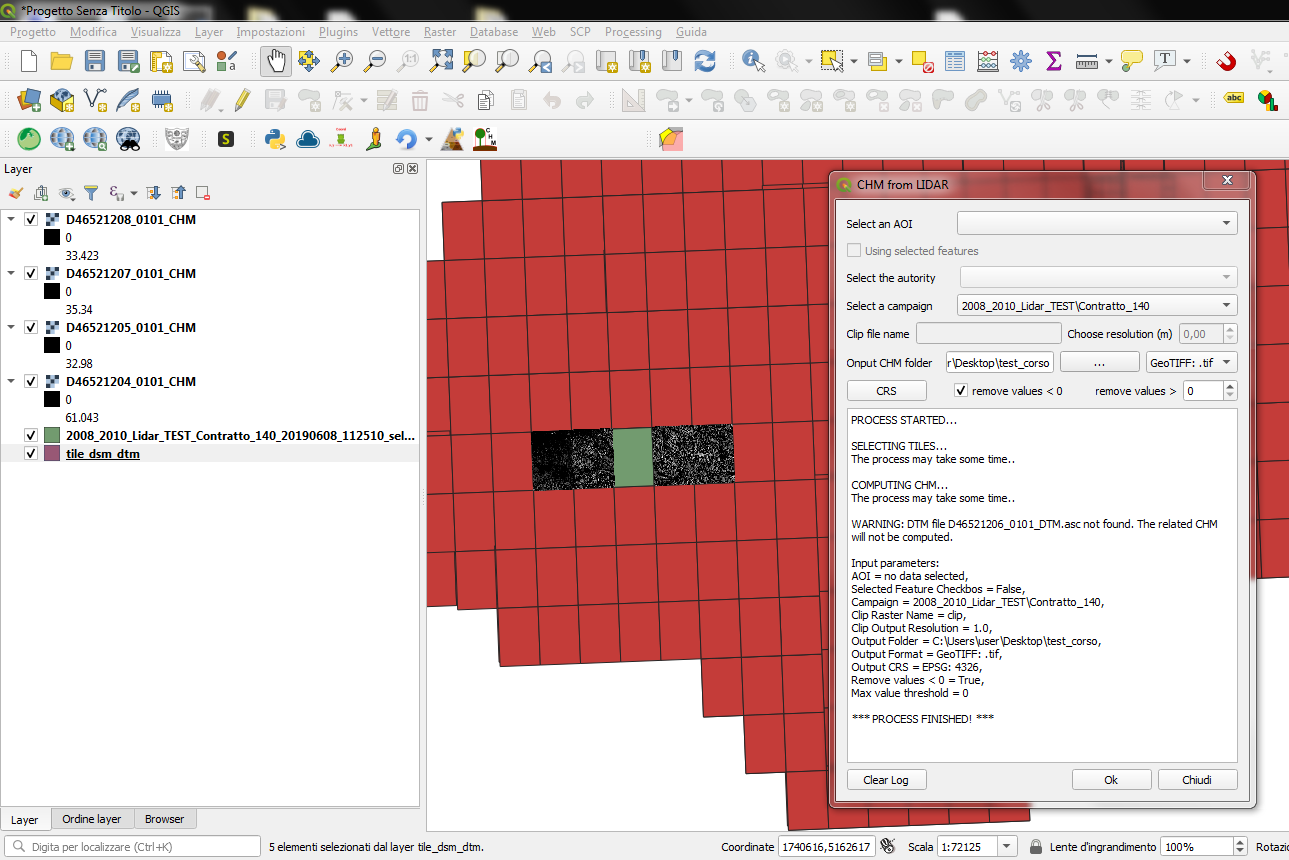 *Progetto Senza Titolo - QGIS
Progetto Modifica Visualizza Layer Impostazioni Plugins Vettore Raster Database Web SCP Processing Guida
abc
S
Layer
D46521208_0101_CHM
0
33.423
D46521207_0101_CHM
0
35.34
D46521205_0101_CHM
0
32.98
D46521204_0101_CHM
0
61.043
2008_2010_Lidar_TEST_Contratto_140_20190608_112510_sel...
tile_dsm_dtm
CHM from LIDAR
Select an AOI
Using selected features
Select the autority
Select a campaign 2008_2010_Lidar_TEST\Contratto_140
Clip file name Choose resolution (m) 0,00
Onput CHM folder r\Desktop\test_corso ... GeoTIFF: .tif
CRS remove values < 0 remove values > 0
PROCESS STARTED...
SELECTING TILES...
The process may take some time..
COMPUTING CHM...
The process may take some time..
WARNING: DTM file D46521206_0101_DTM.asc not found. The related CHM
will not be computed.
Input parameters:
AOI = no data selected,
Selected Feature Checkbos = False,
Campaign = 2008_2010_Lidar_TEST\Contratto_140,
Clip Raster Name = clip,
Clip Output Resolution = 1.0,
Output Folder = C:\Users\user\Desktop\test_corso,
Output Format = GeoTIFF: .tif,
Output CRS = EPSG: 4326,
Remove values < 0 = True,
Max value threshold = 0
*** PROCESS FINISHED! ***
Clear Log Ok Chiudi
Layer Ordine layer Browser
Digita per localizzare (Ctrl+K) 5 elementi selezionati dal layer tile_dsm_dtm. Coordinate 1740616,5162617 Scala 1:72125 Lente d'ingrandimento 100% Rotazio